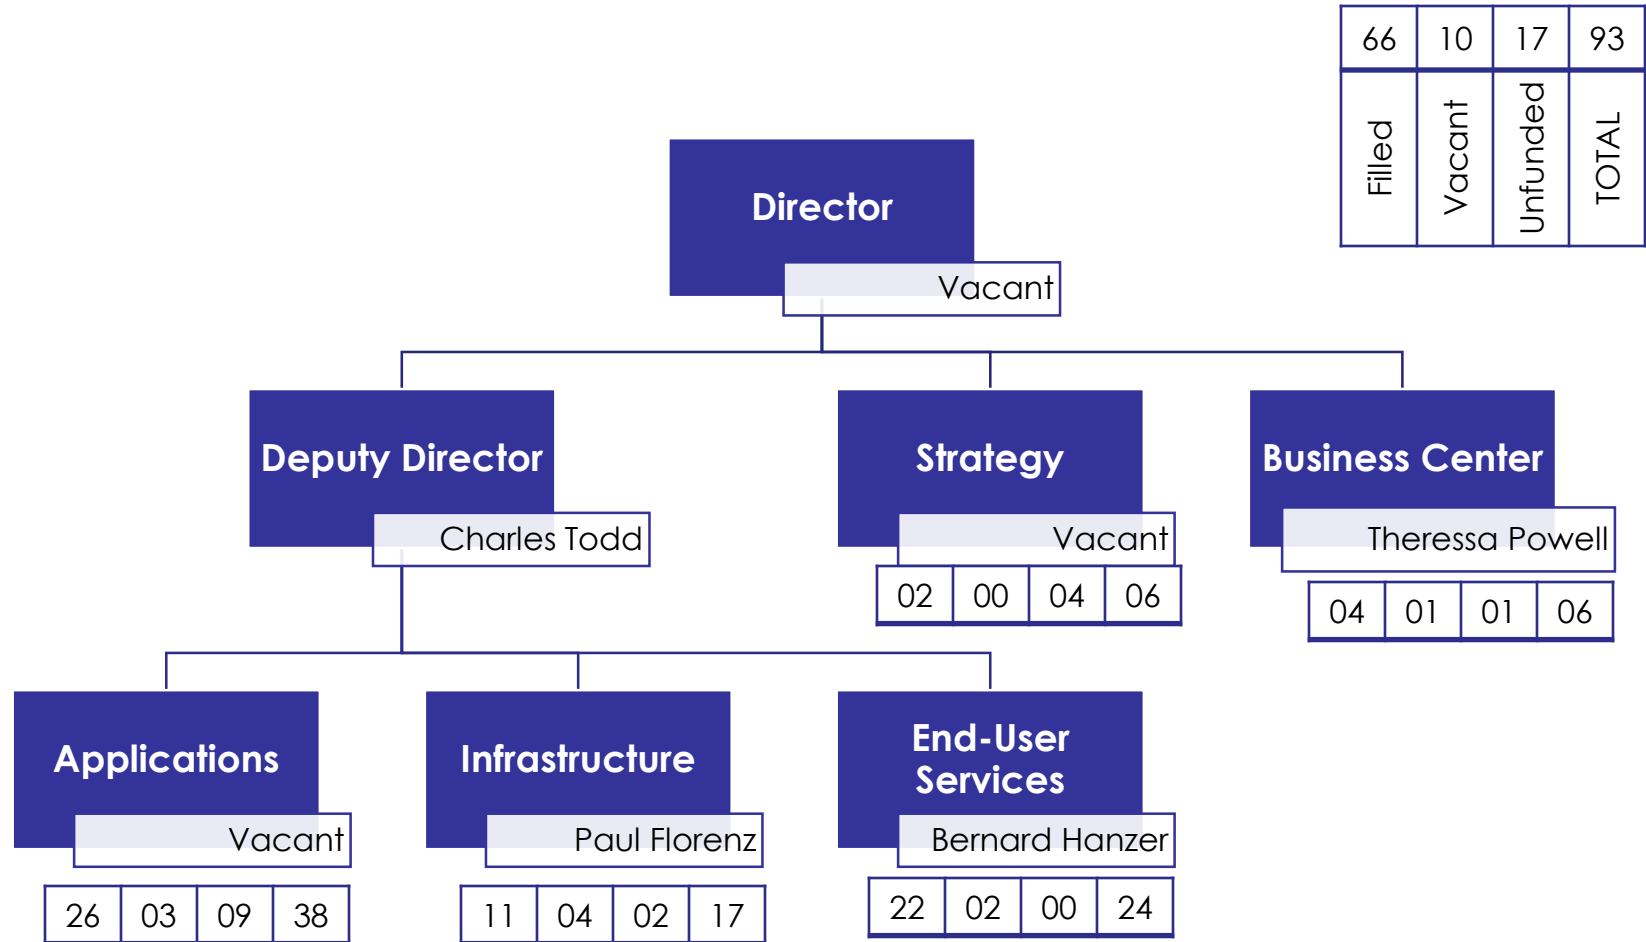 66 10 17 93
Filled Vacant Unfunded TOTAL
Director
Vacant
Deputy Director
Charles Todd
Strategy
Vacant
02 00 04 06
Business Center
Theressa Powell
04 01 01 06
Applications
Vacant
26 03 09 38
Infrastructure
Paul Florenz
11 04 02 17
End-User
Services
Bernard Hanzer
22 02 00 24